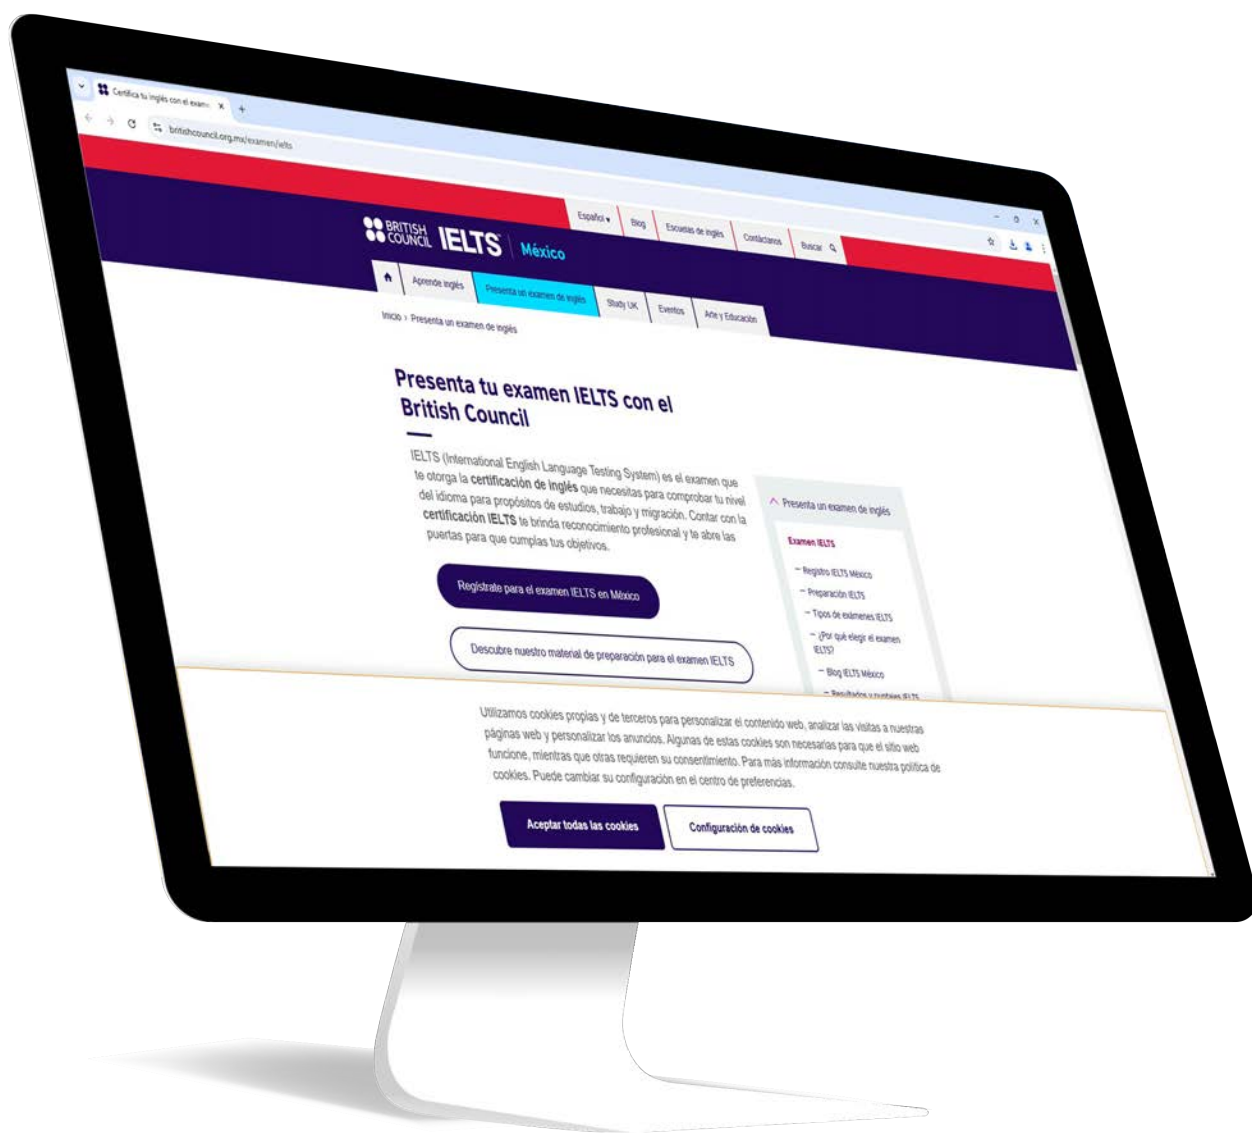 Certifica tu inglés con el exam
britishcouncil.org.mx/examen/ielts
Español
Blog
Escuelas de inglés
Contáctanos
Buscar
BRITISH
COUNCIL
IELTS
México
Aprende inglés
Presenta un examen de inglés
Study UK
Eventos
Arte y Educación
Inicio › Presenta un examen de inglés
Presenta tu examen IELTS con el
British Council
IELTS (International English Language Testing System) es el examen que
te otorga la certificación de inglés que necesitas para comprobar tu nivel
del idioma para propósitos de estudios, trabajo y migración. Contar con la
certificación IELTS te brinda reconocimiento profesional y te abre las
puertas para que cumplas tus objetivos.
Regístrate para el examen IELTS en México
Descubre nuestro material de preparación para el examen IELTS
Presenta un examen de inglés
Examen IELTS
– Registro IELTS México
– Preparación IELTS
– Tipos de exámenes IELTS
– ¿Por qué elegir el examen
IELTS?
– Blog IELTS México
– Resultados y puntajes IELTS
Utilizamos cookies propias y de terceros para personalizar el contenido web, analizar las visitas a nuestras
páginas web y personalizar los anuncios. Algunas de estas cookies son necesarias para que el sitio web
funcione, mientras que otras requieren su consentimiento. Para más información consulte nuestra política de
cookies. Puede cambiar su configuración en el centro de preferencias.
Aceptar todas las cookies
Configuración de cookies